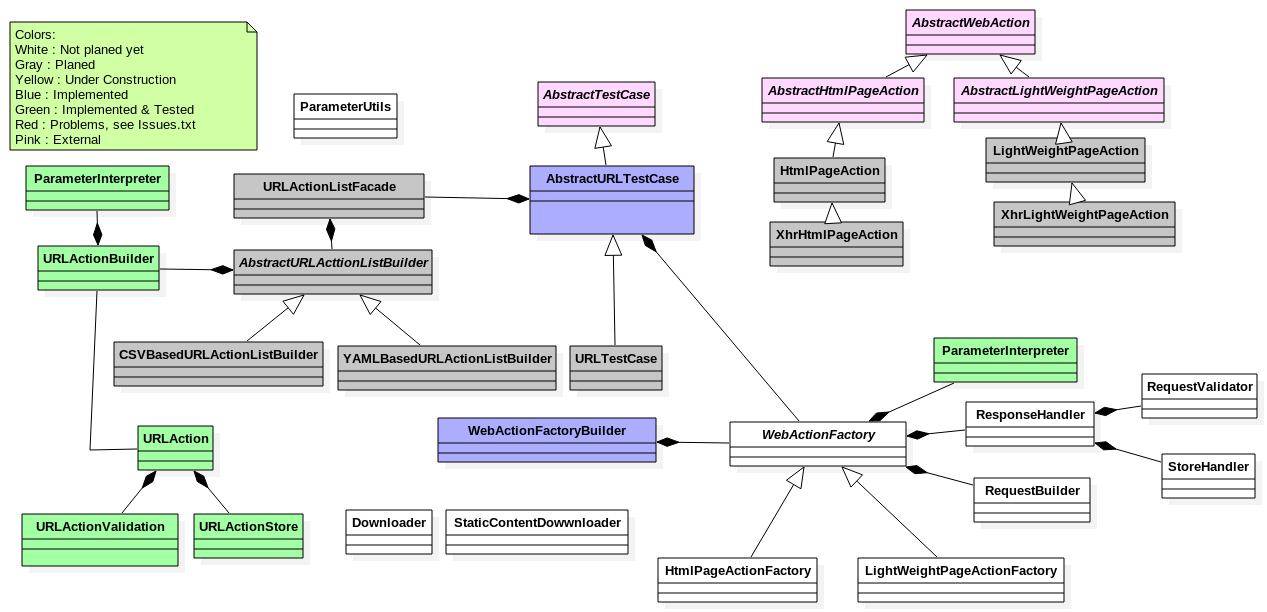 Colors:
White : Not planed yet
Gray : Planed
Yellow : Under Construction
Blue : Implemented
Green : Implemented & Tested
Red : Problems, see Issues.txt
Pink : External
AbstractWebAction
AbstractHtmlPageAction
AbstractLightWeightPageAction
ParameterUtils
AbstractTestCase
LightWeightPageAction
HtmlPageAction
ParameterInterpreter
URLActionListFacade
AbstractURLTestCase
XhrLightWeightPageAction
XhrHtmlPageAction
URLActionBuilder
AbstractURLActtionListBuilder
CSVBasedURLActionListBuilder
YAMLBasedURLActionListBuilder
URLTestCase
ParameterInterpreter
RequestValidator
ResponseHandler
URLAction
WebActionFactoryBuilder
WebActionFactory
StoreHandler
RequestBuilder
URLActionValidation
URLActionStore
Downloader
StaticContentDowwnloader
HtmlPageActionFactory
LightWeightPageActionFactory